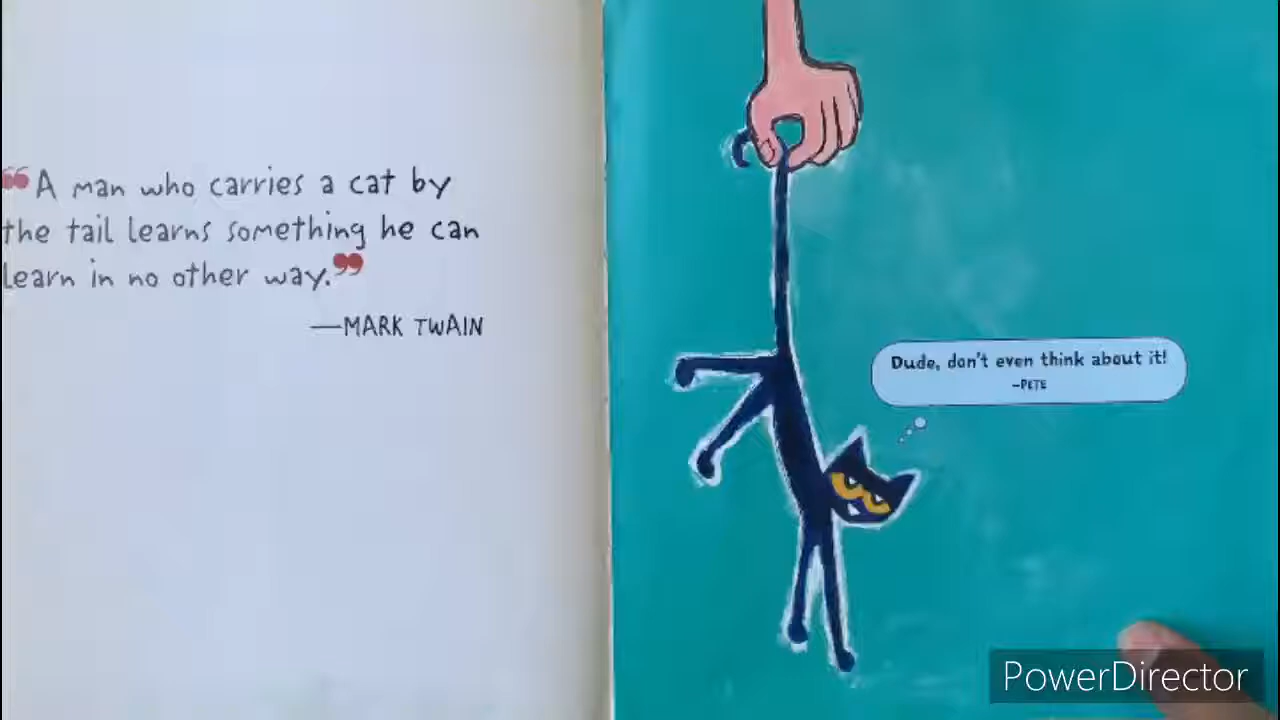 “A man who carries a cat by
the tail learns something he can
learn in no other way.”
—MARK TWAIN
Dude, don't even think about it!
—PETE
PowerDirector